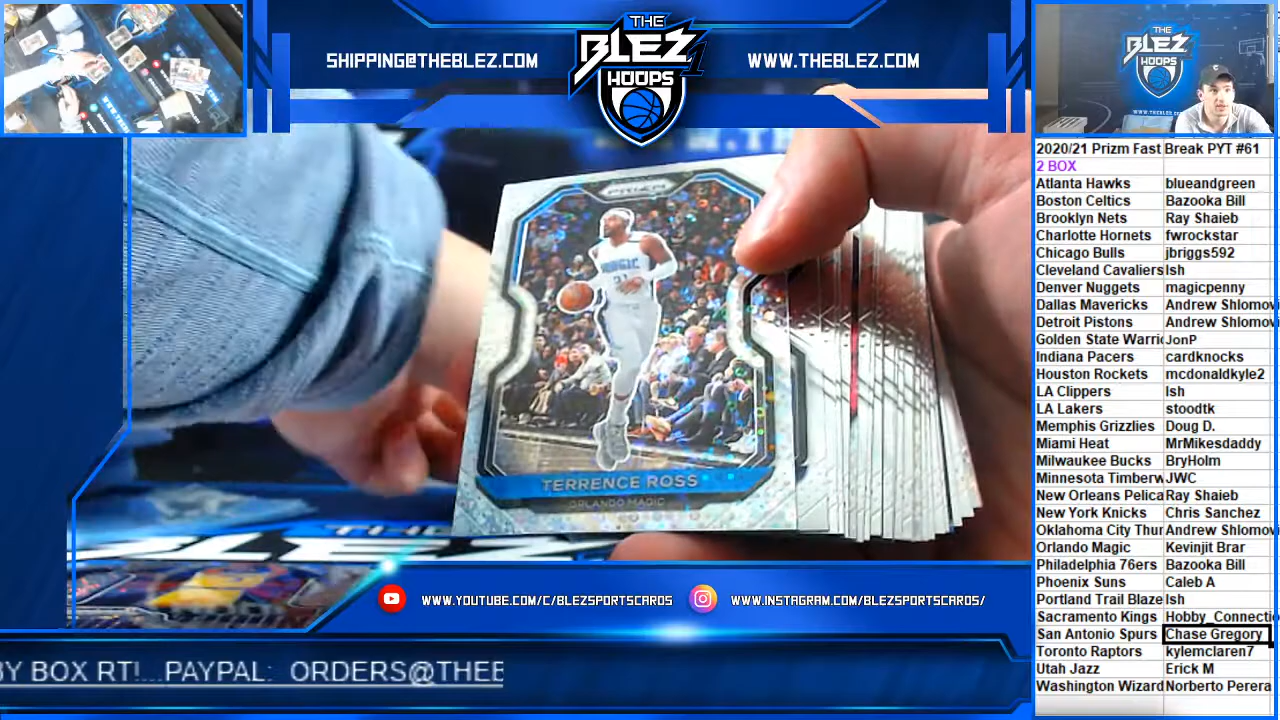 SHIPPING@THEBLEZ.COM
THE
BLEZ
HOOPS
WWW.THEBLEZ.COM
THE
BLEZ
HOOPS
PRIZM
MAGIC
31
TERRENCE ROSS
ORLANDO MAGIC
THE
BLEZ
WWW.YOUTUBE.COM/C/BLEZSPORTSCARDS
WWW.INSTAGRAM.COM/BLEZSPORTSCARDS/
BY BOX RT!...PAYPAL: ORDERS@THEB
2020/21 Prizm Fast Break PYT #61
2 BOX
Atlanta Hawks blueandgreen
Boston Celtics Bazooka Bill
Brooklyn Nets Ray Shaieb
Charlotte Hornets fwrockstar
Chicago Bulls jbriggs592
Cleveland Cavaliers Ish
Denver Nuggets magicpenny
Dallas Mavericks Andrew Shlomov
Detroit Pistons Andrew Shlomov
Golden State Warric JonP
Indiana Pacers cardknocks
Houston Rockets mcdonaldkyle2
LA Clippers Ish
LA Lakers stoodtk
Memphis Grizzlies Doug D.
Miami Heat MrMikesdaddy
Milwaukee Bucks BryHolm
Minnesota Timberw JWC
New Orleans Pelica Ray Shaieb
New York Knicks Chris Sanchez
Oklahoma City Thur Andrew Shlomov
Orlando Magic Kevinjit Brar
Philadelphia 76ers Bazooka Bill
Phoenix Suns Caleb A
Portland Trail Blaze Ish
Sacramento Kings Hobby_Connectio
San Antonio Spurs Chase Gregory
Toronto Raptors kylemclaren7
Utah Jazz Erick M
Washington Wizard Norberto Perera